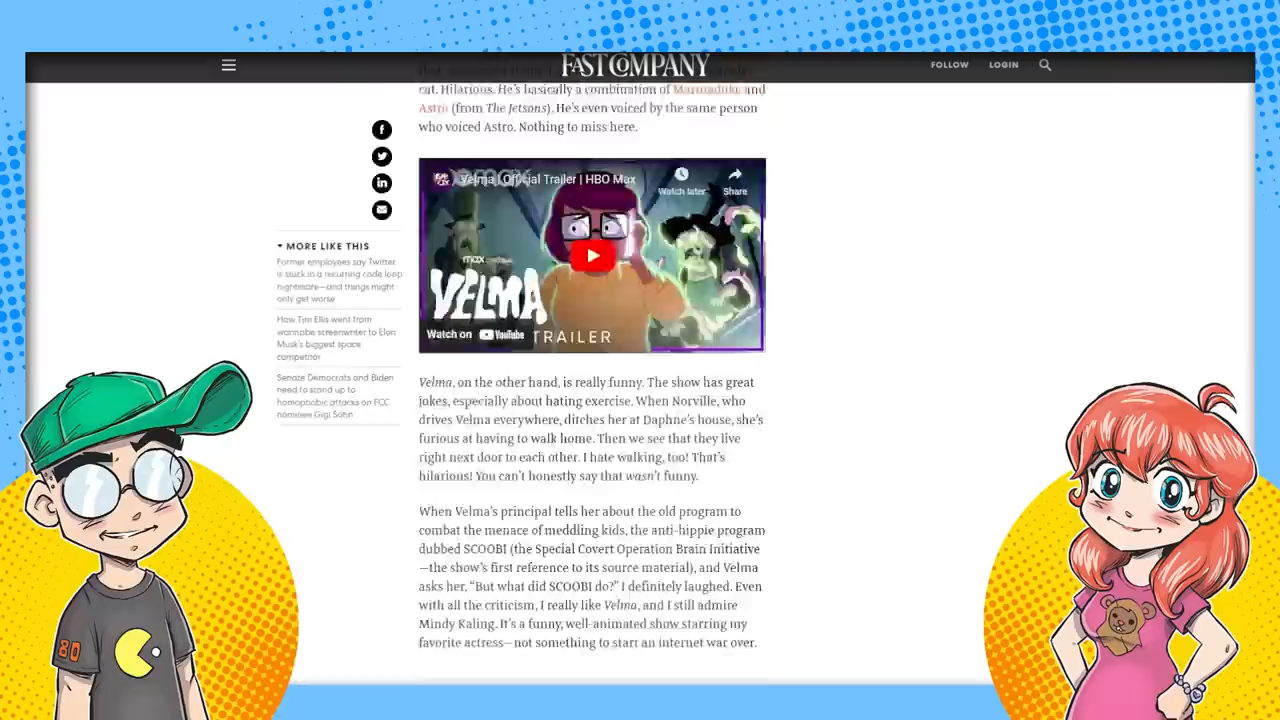 FAST COMPANY
FOLLOW
LOGIN
cat. Hilarious. He's basically a combination of Marmaduke and
Astro (from The Jetsons). He's even voiced by the same person
who voiced Astro. Nothing to miss here.
Velma | Official Trailer | HBO Max
Watch later
Share
max
VELMA
Watch on YouTube
TRAILER
MORE LIKE THIS
Former employees say Twitter
is stuck in a recurring code loop
nightmare—and things might
only get worse
How Tim Ellis went from
wannabe screenwriter to Elon
Musk's biggest space
competitor
Senate Democrats and Biden
need to stand up to
homophobic attacks on FCC
nominee Gigi Sohn
Velma, on the other hand, is really funny. The show has great
jokes, especially about hating exercise. When Norville, who
drives Velma everywhere, ditches her at Daphne's house, she's
furious at having to walk home. Then we see that they live
right next door to each other. I hate walking, too! That's
hilarious! You can't honestly say that wasn't funny.
When Velma's principal tells her about the old program to
combat the menace of meddling kids, the anti-hippie program
dubbed SCOOBI (the Special Covert Operation Brain Initiative
—the show's first reference to its source material), and Velma
asks her, "But what did SCOOBI do?" I definitely laughed. Even
with all the criticism, I really like Velma, and I still admire
Mindy Kaling. It's a funny, well-animated show starring my
favorite actress—not something to start an internet war over.
80